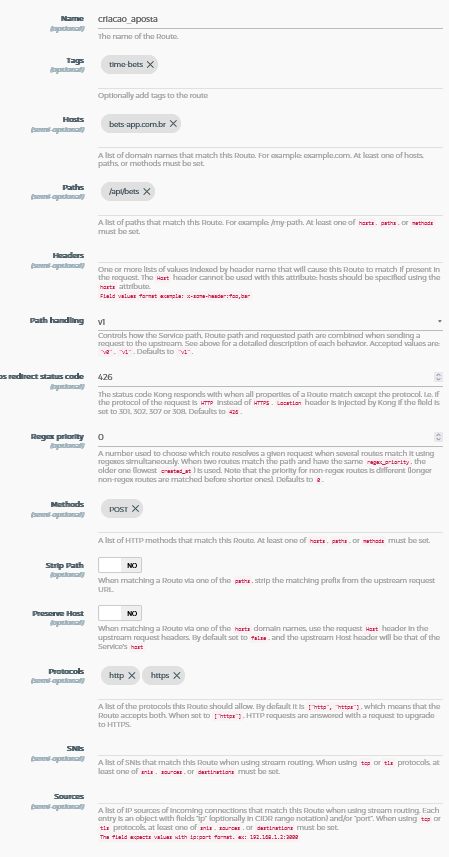 Name
(optional)
criacao_aposta
The name of the Route.
Tags
(optional)
time-bets
Optionally add tags to the route
Hosts
(semi-optional)
bets-app.com.br
A list of domain names that match this Route. For example: example.com. At least one of hosts,
paths, or methods must be set.
Paths
(semi-optional)
/api/bets
A list of paths that match this Route. For example: /my-path. At least one of hosts, paths, or methods
must be set.
Headers
(semi-optional)
One or more lists of values indexed by header name that will cause this Route to match if present in
the request. The Host header cannot be used with this attribute: hosts should be specified using the
hosts attribute.
Field values format example: x-some-header:foo,bar
Path handling
v1
Controls how the Service path, Route path and requested path are combined when sending a
request to the upstream. See above for a detailed description of each behavior. Accepted values are:
"v0", "v1". Defaults to "v1".
os redirect status code
(optional)
426
The status code Kong responds with when all properties of a Route match except the protocol, i.e. if
the protocol of the request is HTTP instead of HTTPS. Location header is injected by Kong if the field is
set to 301, 302, 307 or 308. Defaults to 426.
Regex priority
(optional)
0
A number used to choose which route resolves a given request when several routes match it using
regexes simultaneously. When two routes match the path and have the same regex_priority, the
older one (lowest created_at) is used. Note that the priority for non-regex routes is different (longer
non-regex routes are matched before shorter ones). Defaults to 0.
Methods
(semi-optional)
POST
A list of HTTP methods that match this Route. At least one of hosts, paths, or methods must be set.
Strip Path
(optional)
NO
When matching a Route via one of the paths, strip the matching prefix from the upstream request
URL.
Preserve Host
(optional)
NO
When matching a Route via one of the hosts domain names, use the request Host header in the
upstream request headers. By default set to false, and the upstream Host header will be that of the
Service's host
Protocols
(semi-optional)
http
https
A list of the protocols this Route should allow. By default it is ["http", "https"], which means that the
Route accepts both. When set to ["https"], HTTP requests are answered with a request to upgrade
to HTTPS.
SNIs
(semi-optional)
A list of SNIs that match this Route when using stream routing. When using tcp or tls protocols, at
least one of snis, sources, or destinations must be set.
Sources
(semi-optional)
A list of IP sources of incoming connections that match this Route when using stream routing. Each
entry is an object with fields "ip" (optionally in CIDR range notation) and/or "port". When using tcp or
tls protocols, at least one of snis, sources, or destinations must be set.
The field expects values with ip:port format. ex: 192.168.1.2:3000